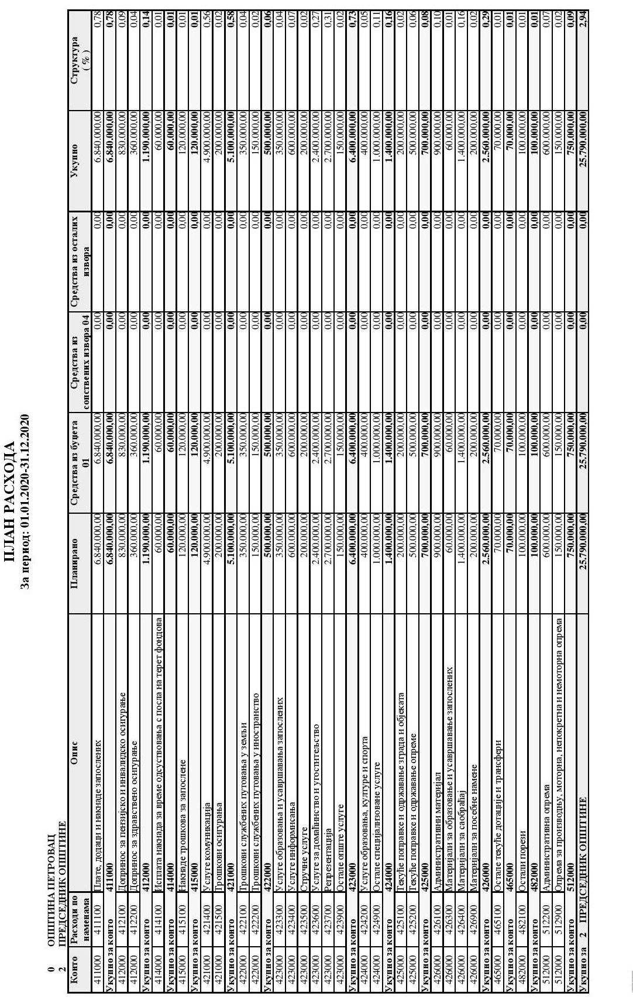 ПЛАН РАСХОДА
За период: 01.01.2020-31.12.2020
0 ОПШТИНА ПЕТРОВАЦ
2 ПРЕДСЕДНИК ОПШТИНЕ
Конто Расходи по наменама Опис Планирано Средства из буџета 01 Средства из сопствених извора 04 Средства из осталих извора Укупно Структура ( % )
411000 411100 Плате, додаци и накнаде запослених 6.840.000,00 6.840.000,00 0,00 0,00 6.840.000,00 0,78
Укупно за конто 411000 6.840.000,00 6.840.000,00 0,00 0,00 6.840.000,00 0,78
412000 412100 Допринос за пензијско и инвалидско осигурање 830.000,00 830.000,00 0,00 0,00 830.000,00 0,09
412000 412200 Допринос за здравствено осигурање 360.000,00 360.000,00 0,00 0,00 360.000,00 0,04
Укупно за конто 412000 1.190.000,00 1.190.000,00 0,00 0,00 1.190.000,00 0,14
414000 414100 Исплата накнада за време одсуствовања с посла на терет фондова 60.000,00 60.000,00 0,00 0,00 60.000,00 0,01
Укупно за конто 414000 60.000,00 60.000,00 0,00 0,00 60.000,00 0,01
415000 415100 Накнаде трошкова за запослене 120.000,00 120.000,00 0,00 0,00 120.000,00 0,01
Укупно за конто 415000 120.000,00 120.000,00 0,00 0,00 120.000,00 0,01
421000 421400 Услуге комуникација 4.900.000,00 4.900.000,00 0,00 0,00 4.900.000,00 0,56
421000 421500 Трошкови осигурања 200.000,00 200.000,00 0,00 0,00 200.000,00 0,02
Укупно за конто 421000 5.100.000,00 5.100.000,00 0,00 0,00 5.100.000,00 0,58
422000 422100 Трошкови службених путовања у земљи 350.000,00 350.000,00 0,00 0,00 350.000,00 0,04
422000 422200 Трошкови службених путовања у иностранство 150.000,00 150.000,00 0,00 0,00 150.000,00 0,02
Укупно за конто 422000 500.000,00 500.000,00 0,00 0,00 500.000,00 0,06
423000 423300 Услуге образовања и усавршавања запослених 350.000,00 350.000,00 0,00 0,00 350.000,00 0,04
423000 423400 Услуге информисања 600.000,00 600.000,00 0,00 0,00 600.000,00 0,07
423000 423500 Стручне услуге 200.000,00 200.000,00 0,00 0,00 200.000,00 0,02
423000 423600 Услуге за домаћинство и угоститељство 2.400.000,00 2.400.000,00 0,00 0,00 2.400.000,00 0,27
423000 423700 Репрезентација 2.700.000,00 2.700.000,00 0,00 0,00 2.700.000,00 0,31
423000 423900 Остале опште услуге 150.000,00 150.000,00 0,00 0,00 150.000,00 0,02
Укупно за конто 423000 6.400.000,00 6.400.000,00 0,00 0,00 6.400.000,00 0,73
424000 424200 Услуге образовања, културе и спорта 400.000,00 400.000,00 0,00 0,00 400.000,00 0,05
424000 424900 Остале специјализоване услуге 1.000.000,00 1.000.000,00 0,00 0,00 1.000.000,00 0,11
Укупно за конто 424000 1.400.000,00 1.400.000,00 0,00 0,00 1.400.000,00 0,16
425000 425100 Текуће поправке и одржавање зграда и објеката 200.000,00 200.000,00 0,00 0,00 200.000,00 0,02
425000 425200 Текуће поправке и одржавање опреме 500.000,00 500.000,00 0,00 0,00 500.000,00 0,06
Укупно за конто 425000 700.000,00 700.000,00 0,00 0,00 700.000,00 0,08
426000 426100 Административни материјал 900.000,00 900.000,00 0,00 0,00 900.000,00 0,10
426000 426300 Материјали за образовање и усавршавање запослених 60.000,00 60.000,00 0,00 0,00 60.000,00 0,01
426000 426400 Материјали за саобраћај 1.400.000,00 1.400.000,00 0,00 0,00 1.400.000,00 0,16
426000 426900 Материјали за посебне намене 200.000,00 200.000,00 0,00 0,00 200.000,00 0,02
Укупно за конто 426000 2.560.000,00 2.560.000,00 0,00 0,00 2.560.000,00 0,29
465000 465100 Остале текуће дотације и трансфери 70.000,00 70.000,00 0,00 0,00 70.000,00 0,01
Укупно за конто 465000 70.000,00 70.000,00 0,00 0,00 70.000,00 0,01
482000 482100 Остали порези 100.000,00 100.000,00 0,00 0,00 100.000,00 0,01
Укупно за конто 482000 100.000,00 100.000,00 0,00 0,00 100.000,00 0,01
512000 512200 Административна опрема 600.000,00 600.000,00 0,00 0,00 600.000,00 0,07
512000 512900 Опрема за производњу, моторна, непокретна и немоторна опрема 150.000,00 150.000,00 0,00 0,00 150.000,00 0,02
Укупно за конто 512000 750.000,00 750.000,00 0,00 0,00 750.000,00 0,09
Укупно за 2 ПРЕДСЕДНИК ОПШТИНЕ 25.790.000,00 25.790.000,00 0,00 0,00 25.790.000,00 2,94